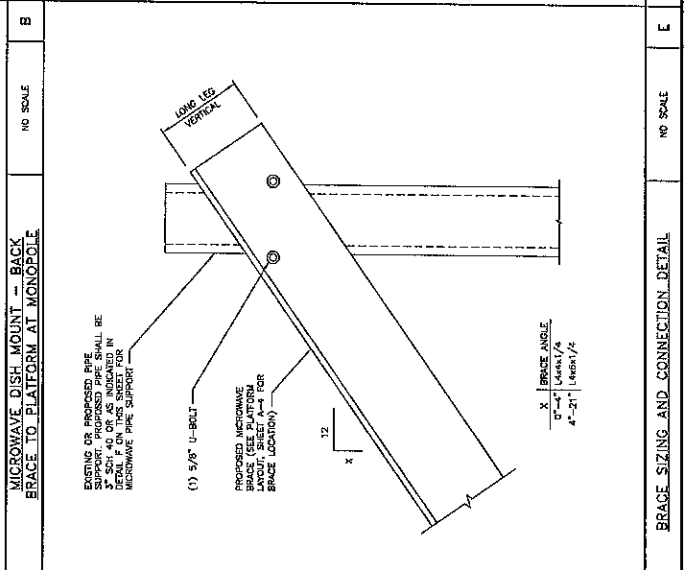 MICROWAVE DISH MOUNT -- BACK
BRACE TO PLATFORM AT MONOPOLE
NO SCALE
B
EXISTING OR PROPOSED PIPE
SUPPORT. PROPOSED PIPE SHALL BE
3" SCH 40 OR AS INDICATED IN
DETAIL F ON THIS SHEET FOR
MICROWAVE PIPE SUPPORT
(1) 5/8" U-BOLT
PROPOSED MICROWAVE
BRACE (SEE PLATFORM
LAYOUT, SHEET A-4 FOR
BRACE LOCATION)
12
X
LONG LEG
VERTICAL
X BRACE ANGLE
0"-4" L4x4x1/4
4"-21" L4x6x1/4
BRACE SIZING AND CONNECTION DETAIL
NO SCALE
E